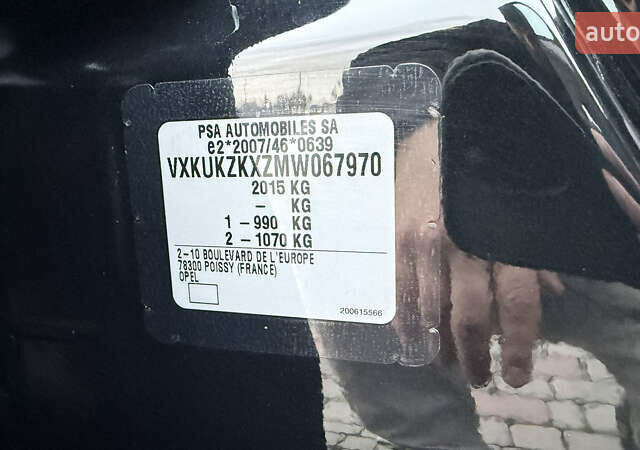 auto
PSA AUTOMOBILES SA
e2*2007/46*0639
VXKUKZKXZMW067970
2015 KG
- KG
1 - 990 KG
2 - 1070 KG
2-10 BOULEVARD DE L'EUROPE
78300 POISSY (FRANCE)
OPEL
200615566